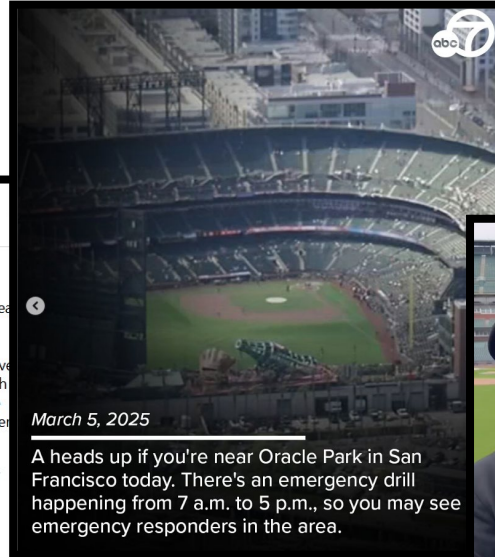 abc 7
March 5, 2025
A heads up if you're near Oracle Park in San
Francisco today. There's an emergency drill
happening from 7 a.m. to 5 p.m., so you may see
emergency responders in the area.